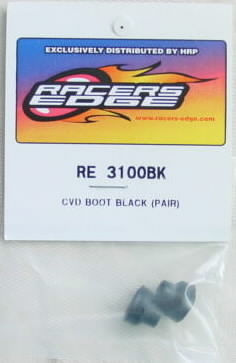 EXCLUSIVELY DISTRIBUTED BY HRP
RACERS
EDGE
www.racers-edge.com
RE 3100BK
CVD BOOT BLACK (PAIR)